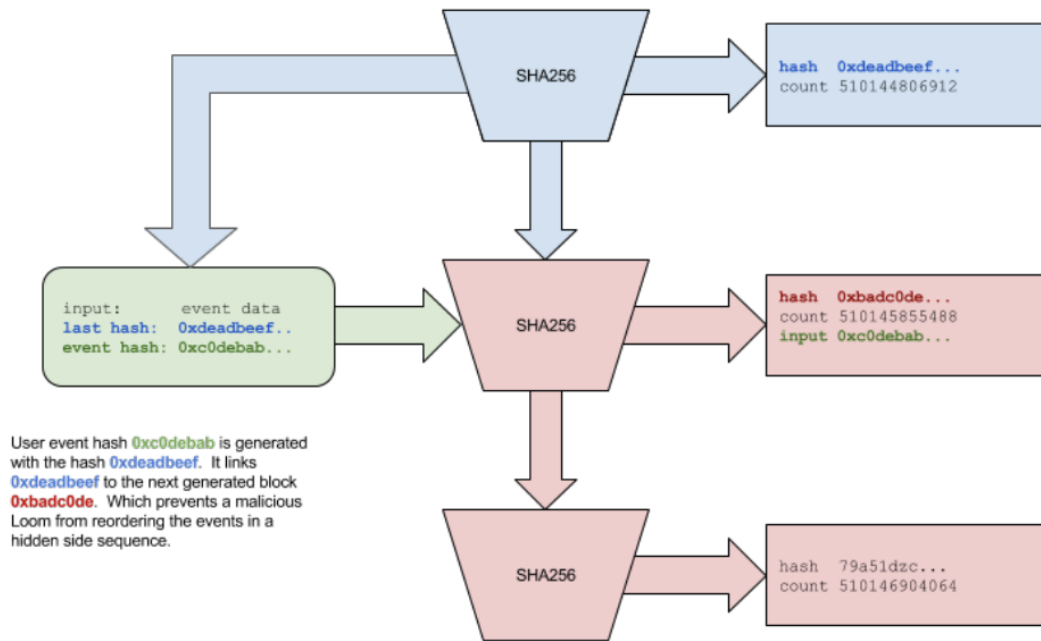 SHA256
hash 0xdeadbeef...
count 510144806912
input: event data
last hash: 0xdeadbeef..
event hash: 0xc0debab...
SHA256
hash 0xbadc0de...
count 510145855488
input 0xc0debab...
User event hash 0xc0debab is generated
with the hash 0xdeadbeef. It links
0xdeadbeef to the next generated block
0xbadc0de. Which prevents a malicious
Loom from reordering the events in a
hidden side sequence.
SHA256
hash 79a51dzc...
count 510146904064